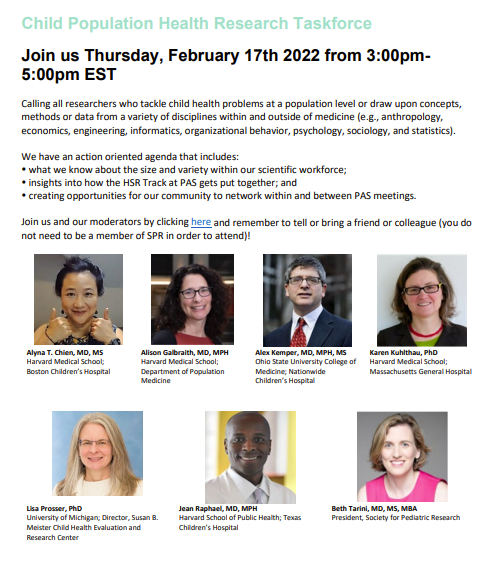 Child Population Health Research Taskforce
Join us Thursday, February 17th 2022 from 3:00pm-
5:00pm EST
Calling all researchers who tackle child health problems at a population level or draw upon concepts,
methods or data from a variety of disciplines within and outside of medicine (e.g., anthropology,
economics, engineering, informatics, organizational behavior, psychology, sociology, and statistics).
We have an action oriented agenda that includes:
• what we know about the size and variety within our scientific workforce;
• insights into how the HSR Track at PAS gets put together; and
• creating opportunities for our community to network within and between PAS meetings.
Join us and our moderators by clicking here and remember to tell or bring a friend or colleague (you do
not need to be a member of SPR in order to attend)!
Alyna T. Chien, MD, MS
Harvard Medical School;
Boston Children's Hospital
Alison Galbraith, MD, MPH
Harvard Medical School;
Department of Population
Medicine
Alex Kemper, MD, MPH, MS
Ohio State University College of
Medicine; Nationwide
Children's Hospital
Karen Kuhlthau, PhD
Harvard Medical School;
Massachusetts General Hospital
Lisa Prosser, PhD
University of Michigan; Director, Susan B.
Meister Child Health Evaluation and
Research Center
Jean Raphael, MD, MPH
Harvard School of Public Health; Texas
Children's Hospital
Beth Tarini, MD, MS, MBA
President, Society for Pediatric Research